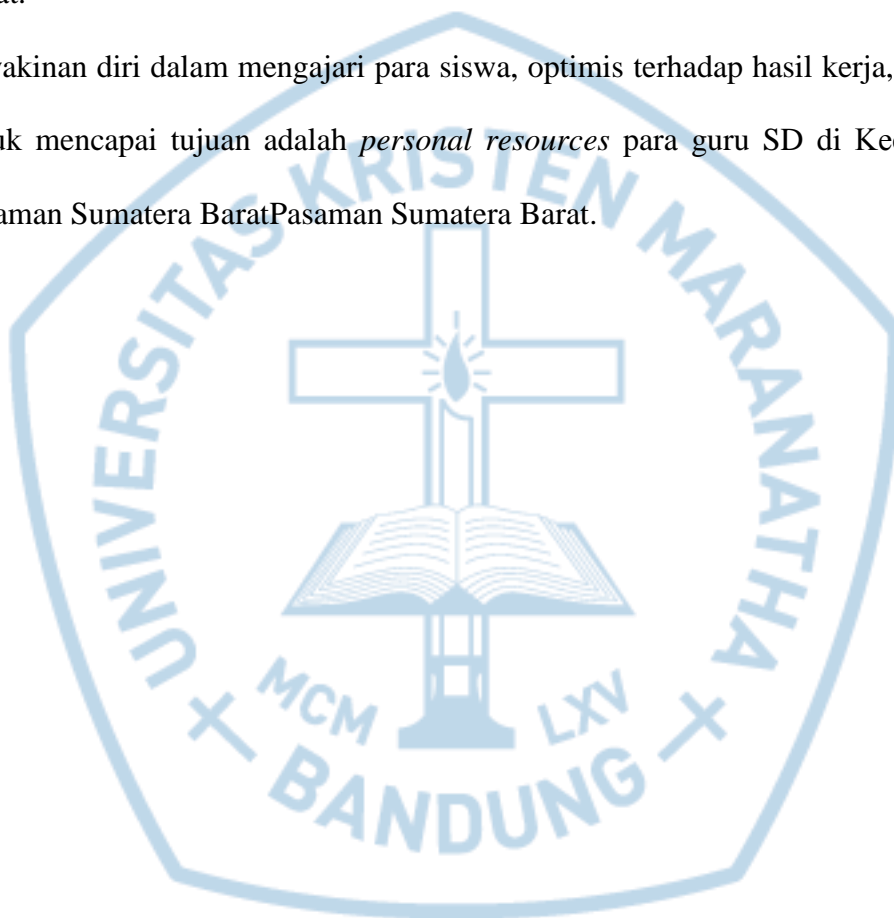 yakinan diri dalam mengajari para siswa, optimis terhadap hasil kerja,
uk mencapai tujuan adalah personal resources para guru SD di Kec
aman Sumatera BaratPasaman Sumatera Barat.
UNIVERSITAS KRISTEN MARANATHA
MCM LXV
BANDUNG